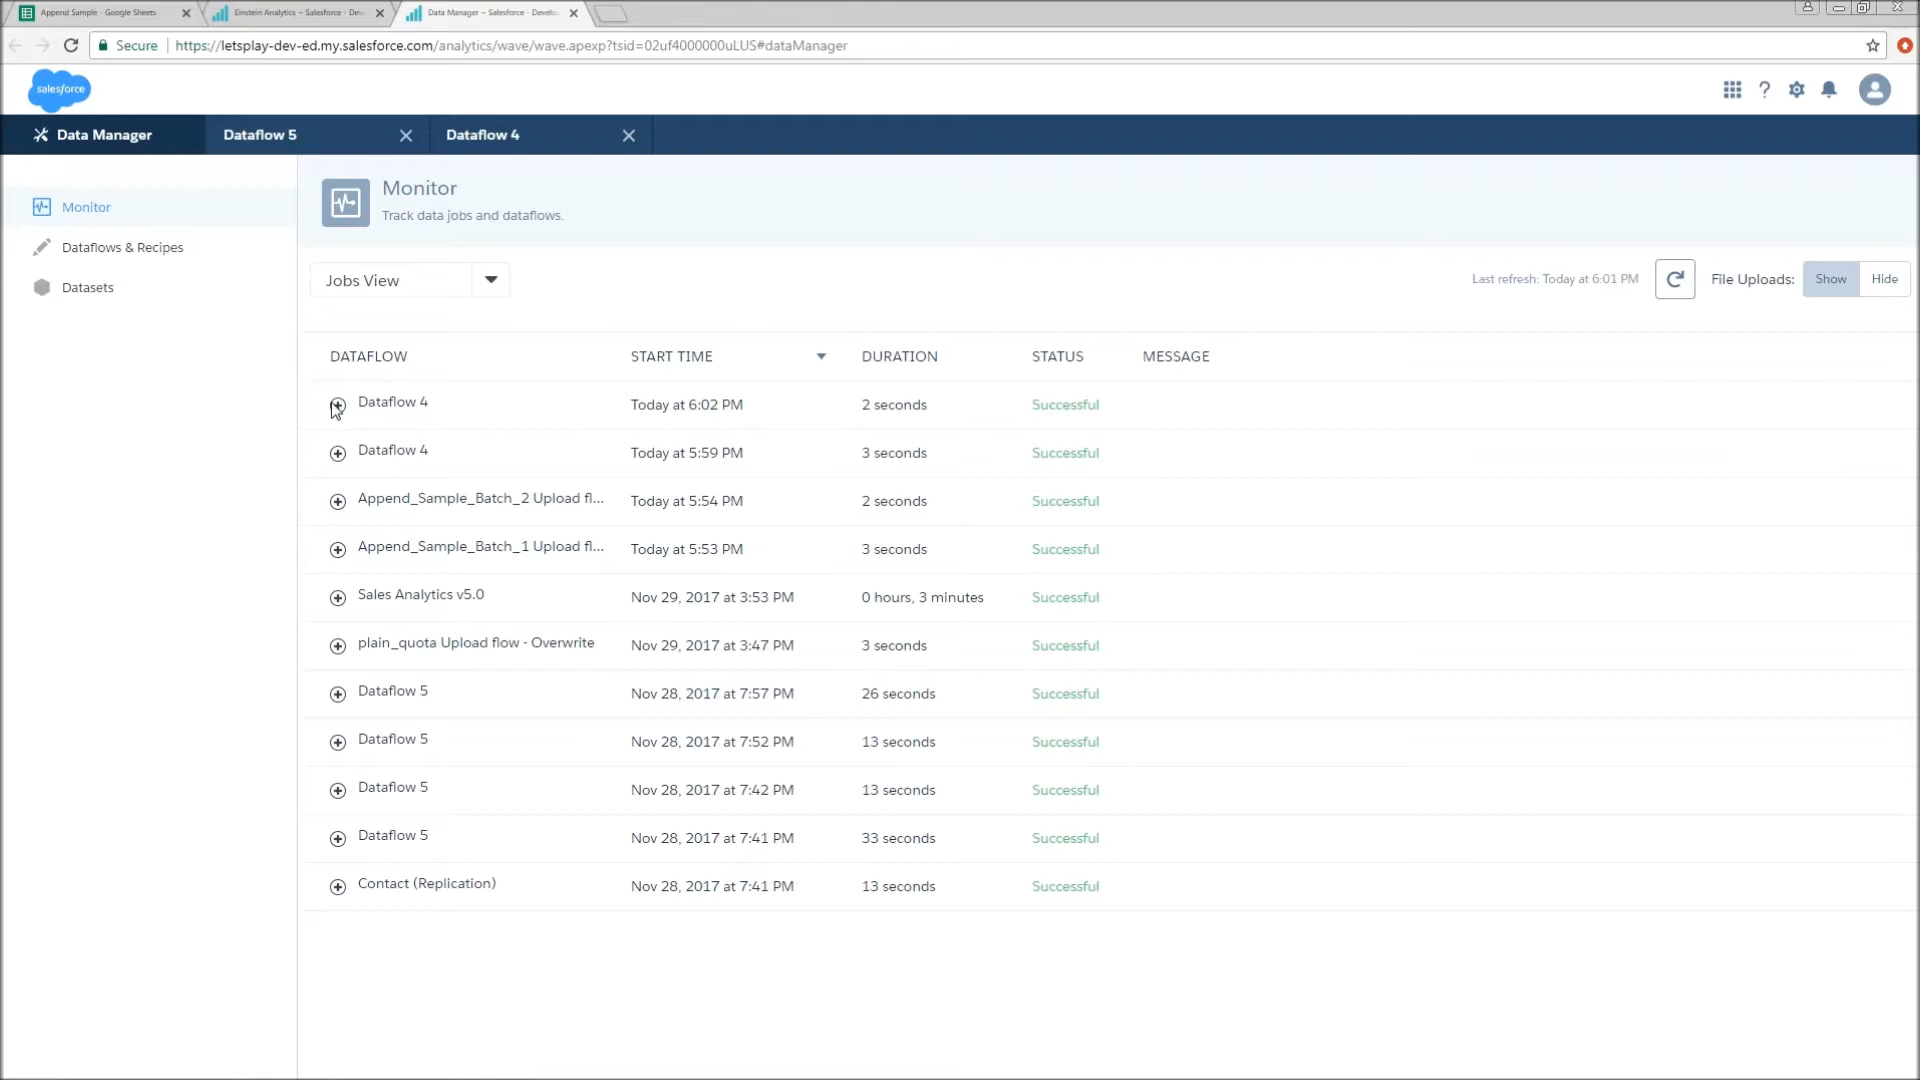 Append Sample - Google Sheets
Einstein Analytics ~ Salesforce - Dev
Data Manager ~ Salesforce - Develo
Secure https://letsplay-dev-ed.my.salesforce.com/analytics/wave/wave.apexp?tsid=02uf4000000uLUS#dataManager
salesforce
Data Manager Dataflow 5 Dataflow 4
Monitor
Dataflows & Recipes
Datasets
Monitor
Track data jobs and dataflows.
Jobs View
Last refresh: Today at 6:01 PM
File Uploads: Show Hide
DATAFLOW START TIME DURATION STATUS MESSAGE
Dataflow 4 Today at 6:02 PM 2 seconds Successful
Dataflow 4 Today at 5:59 PM 3 seconds Successful
Append_Sample_Batch_2 Upload fl... Today at 5:54 PM 2 seconds Successful
Append_Sample_Batch_1 Upload fl... Today at 5:53 PM 3 seconds Successful
Sales Analytics v5.0 Nov 29, 2017 at 3:53 PM 0 hours, 3 minutes Successful
plain_quota Upload flow - Overwrite Nov 29, 2017 at 3:47 PM 3 seconds Successful
Dataflow 5 Nov 28, 2017 at 7:57 PM 26 seconds Successful
Dataflow 5 Nov 28, 2017 at 7:52 PM 13 seconds Successful
Dataflow 5 Nov 28, 2017 at 7:42 PM 13 seconds Successful
Dataflow 5 Nov 28, 2017 at 7:41 PM 33 seconds Successful
Contact (Replication) Nov 28, 2017 at 7:41 PM 13 seconds Successful